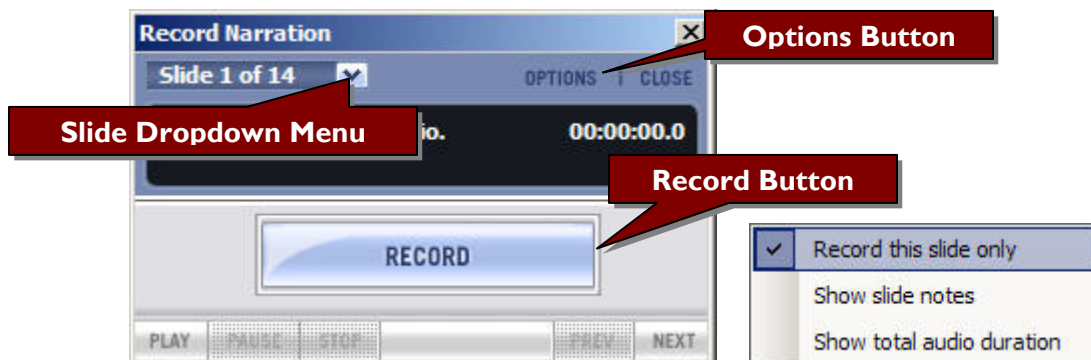 Record Narration
Options Button
Slide 1 of 14
OPTIONS | CLOSE
Slide Dropdown Menu
io. 00:00:00.0
Record Button
RECORD
Record this slide only
Show slide notes
Show total audio duration
PLAY PAUSE STOP PREV NEXT